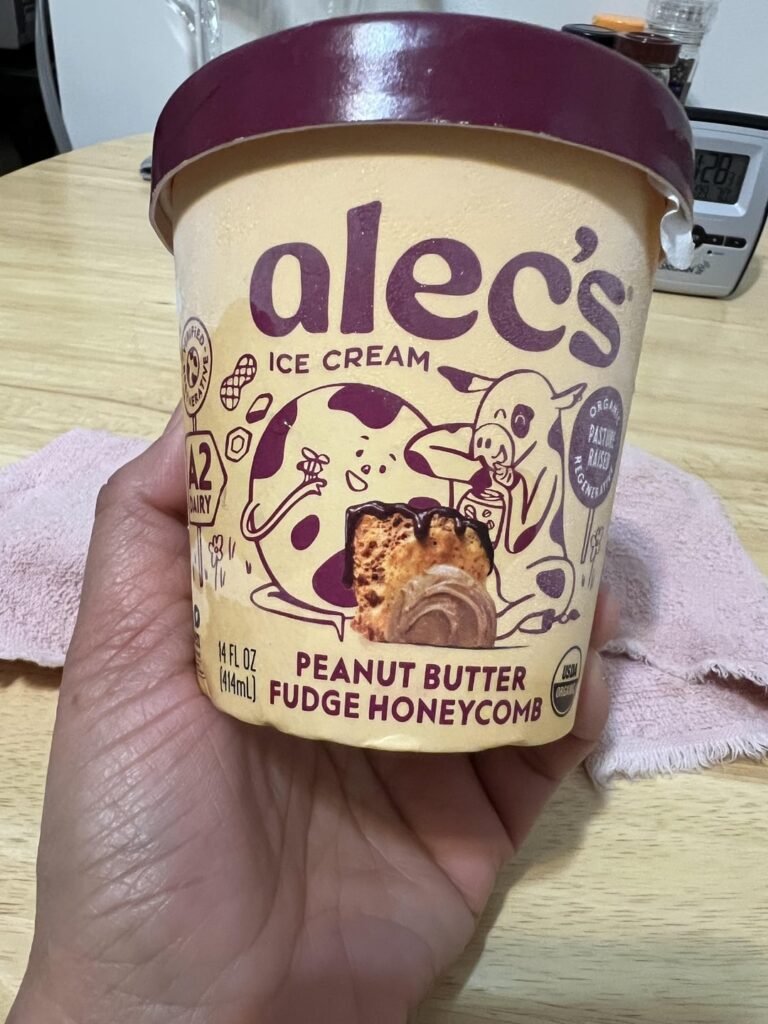 alec's
ICE CREAM
A2
DAIRY
ORGANIC
PASTURE
RAISED
REGENERATIVE
14 FL OZ
(414mL)
PEANUT BUTTER
FUDGE HONEYCOMB
USDA
ORGANIC